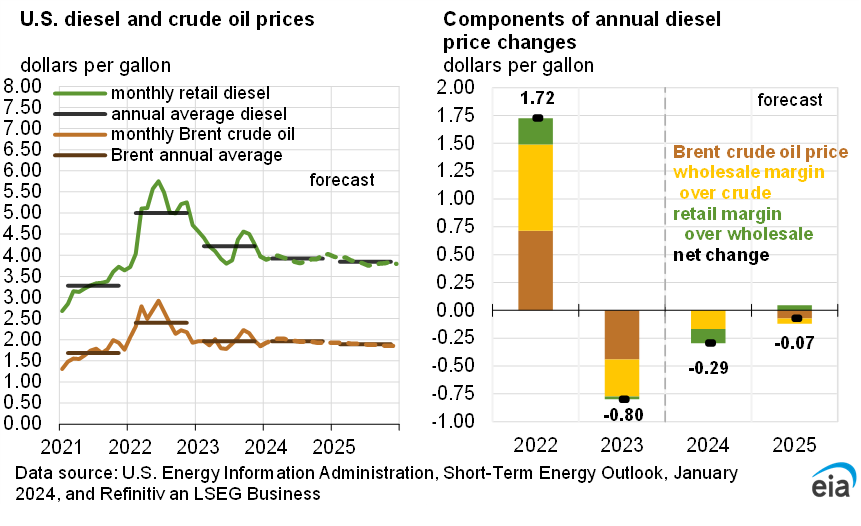 U.S. diesel and crude oil prices
dollars per gallon
8.00
7.50
7.00
6.50
6.00
5.50
5.00
4.50
4.00
3.50
3.00
2.50
2.00
1.50
1.00
0.50
0.00
monthly retail diesel
annual average diesel
monthly Brent crude oil
Brent annual average
forecast
2021 2022 2023 2024 2025
Components of annual diesel
price changes
dollars per gallon
2.00
1.75
1.50
1.25
1.00
0.75
0.50
0.25
0.00
-0.25
-0.50
-0.75
-1.00
1.72
forecast
Brent crude oil price
wholesale margin
over crude
retail margin
over wholesale
net change
-0.80
-0.29
-0.07
2022 2023 2024 2025
Data source: U.S. Energy Information Administration, Short-Term Energy Outlook, January
2024, and Refinitiv an LSEG Business
eia